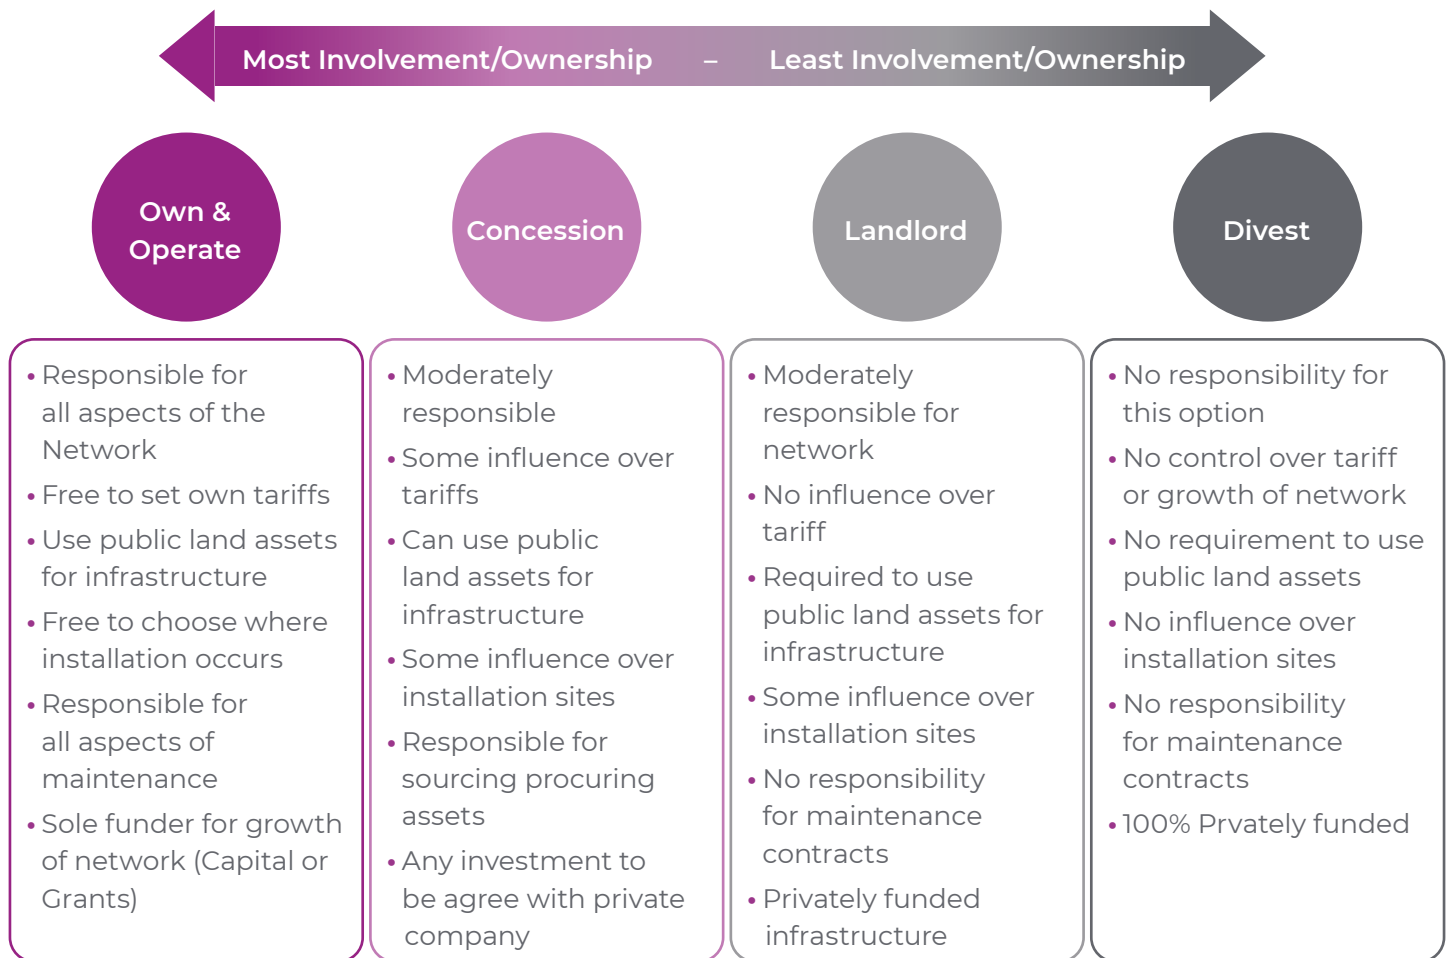 Most Involvement/Ownership – Least Involvement/Ownership
Own &
Operate
Concession
Landlord
Divest
• Responsible for
all aspects of the
Network
• Free to set own tariffs
• Use public land assets
for infrastructure
• Free to choose where
installation occurs
• Responsible for
all aspects of
maintenance
• Sole funder for growth
of network (Capital or
Grants)
• Moderately
responsible
• Some influence over
tariffs
• Can use public
land assets for
infrastructure
• Some influence over
installation sites
• Responsible for
sourcing procuring
assets
• Any investment to
be agree with private
company
• Moderately
responsible for
network
• No influence over
tariff
• Required to use
public land assets for
infrastructure
• Some influence over
installation sites
• No responsibility
for maintenance
contracts
• Privately funded
infrastructure
• No responsibility for
this option
• No control over tariff
or growth of network
• No requirement to use
public land assets
• No influence over
installation sites
• No responsibility
for maintenance
contracts
• 100% Prvately funded